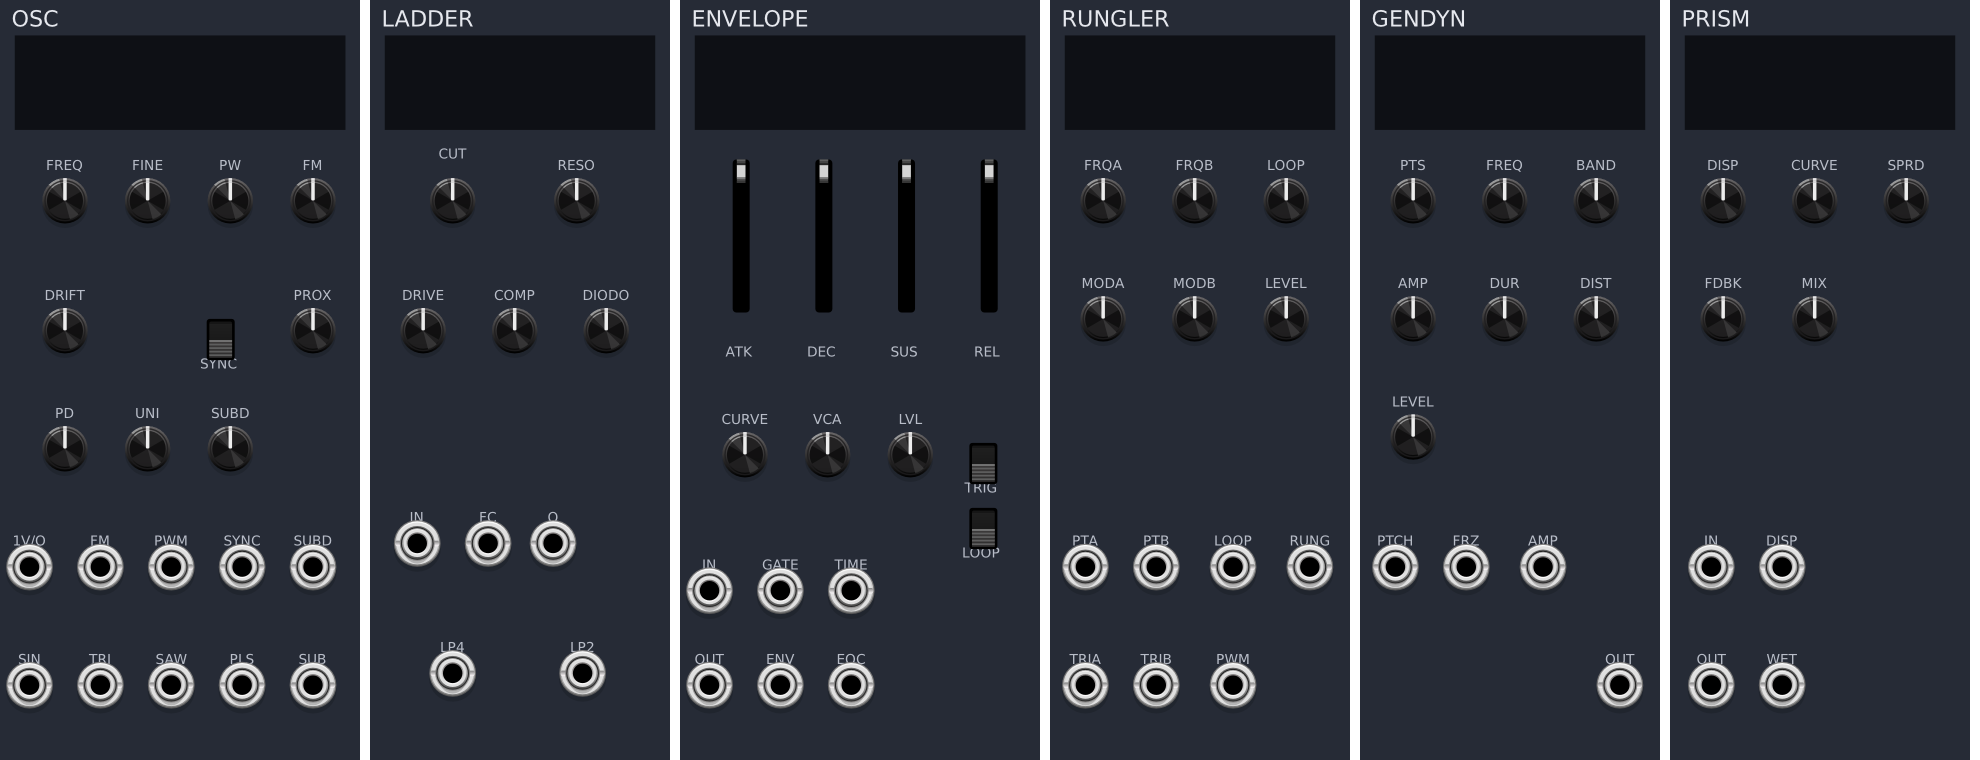 OSC
FREQ FINE PW FM
DRIFT PROX
SYNC
PD UNI SUBD
1V/O FM PWM SYNC SUBD
SIN TRI SAW PLS SUB
LADDER
CUT RESO
DRIVE COMP DIODO
IN FC Q
LP4 LP2
ENVELOPE
ATK DEC SUS REL
CURVE VCA LVL
TRIG
LOOP
IN GATE TIME
OUT ENV EOC
RUNGLER
FRQA FRQB LOOP
MODA MODB LEVEL
PTA PTB LOOP RUNG
TRIA TRIB PWM
GENDYN
PTS FREQ BAND
AMP DUR DIST
LEVEL
PTCH FRZ AMP
OUT
PRISM
DISP CURVE SPRD
FDBK MIX
IN DISP
OUT WET